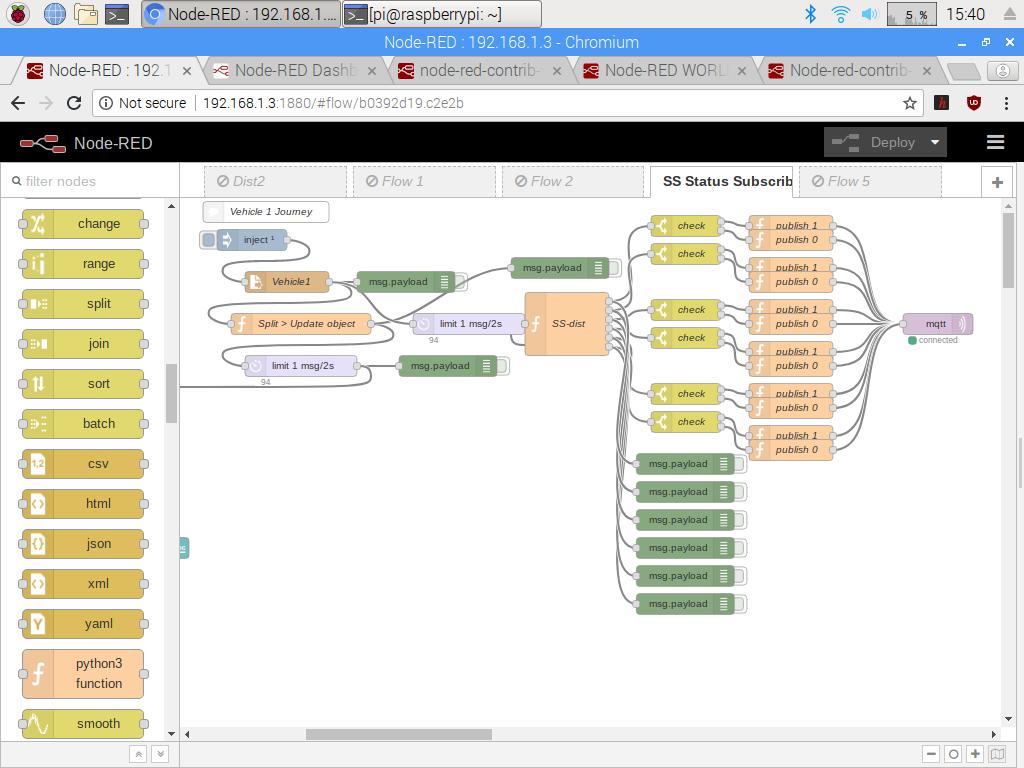 Node-RED : 192.168.1....
[pi@raspberrypi: ~]
5 %
15:40
Node-RED : 192.168.1.3 - Chromium
Node-RED : 192.1
Node-RED Dashb
node-red-contrib-
Node-RED WORL
Node-red-contrib-
Not secure
192.168.1.3:1880/#flow/b0392d19.c2e2b
Node-RED
Deploy
filter nodes
Dist2
Flow 1
Flow 2
SS Status Subscrib
Flow 5
change
range
split
join
sort
batch
csv
html
json
xml
yaml
python3
function
smooth
Vehicle 1 Journey
inject ¹
Vehicle1
msg.payload
msg.payload
Split > Update object
limit 1 msg/2s
94
SS-dist
limit 1 msg/2s
94
msg.payload
check
check
check
check
check
check
publish 1
publish 0
publish 1
publish 0
publish 1
publish 0
publish 1
publish 0
publish 1
publish 0
publish 1
publish 0
mqtt
connected
msg.payload
msg.payload
msg.payload
msg.payload
msg.payload
msg.payload